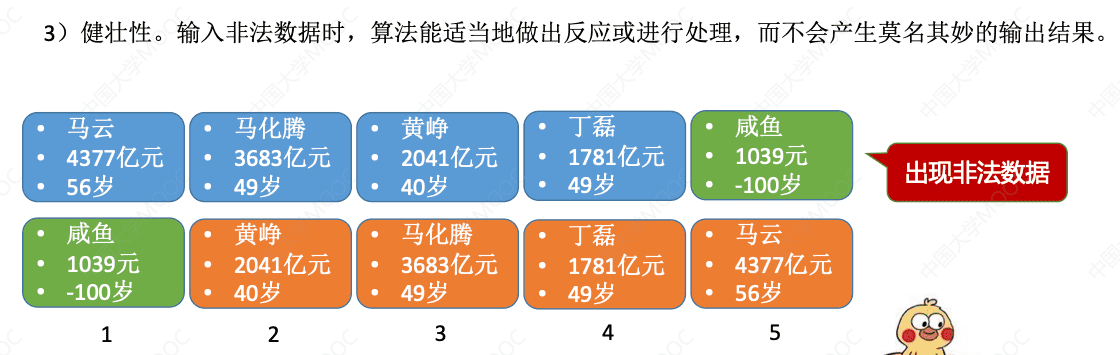 3）健壮性。输入非法数据时，算法能适当地做出反应或进行处理，而不会产生莫名其妙的输出结果。
• 马云
• 4377亿元
• 56岁
• 马化腾
• 3683亿元
• 49岁
• 黄峥
• 2041亿元
• 40岁
• 丁磊
• 1781亿元
• 49岁
• 咸鱼
• 1039元
• -100岁
出现非法数据
• 咸鱼
• 1039元
• -100岁
• 黄峥
• 2041亿元
• 40岁
• 马化腾
• 3683亿元
• 49岁
• 丁磊
• 1781亿元
• 49岁
• 马云
• 4377亿元
• 56岁
1 2 3 4 5
中国大学MOOC